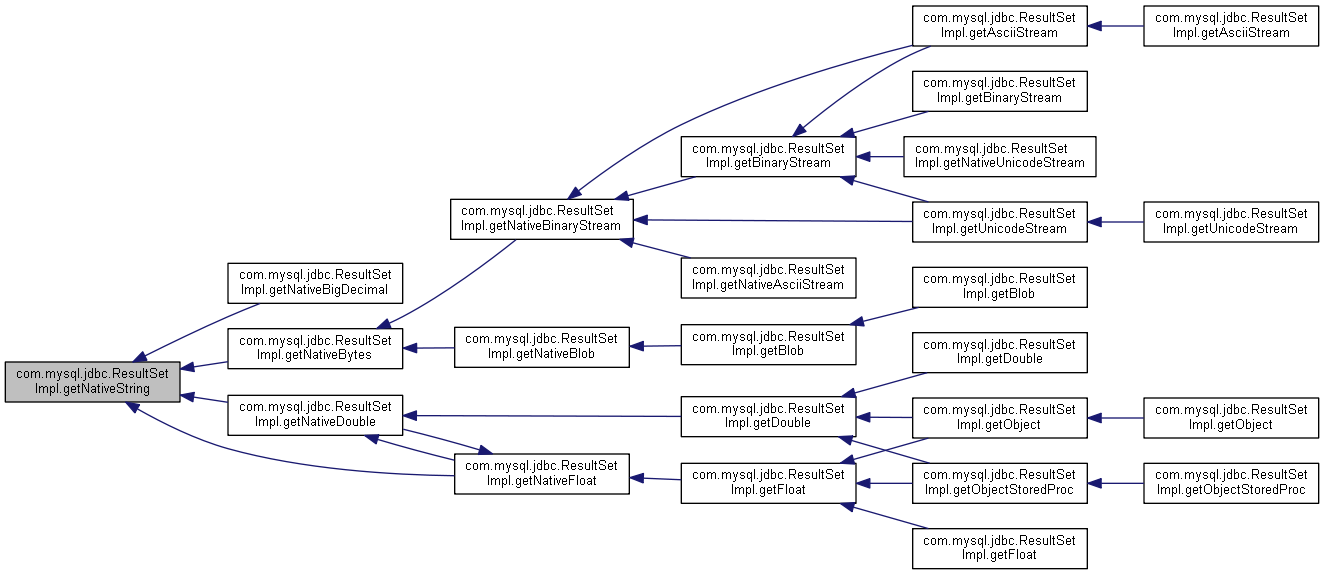 com.mysql.jdbc.ResultSet
Impl.getAsciiStream
com.mysql.jdbc.ResultSet
Impl.getAsciiStream
com.mysql.jdbc.ResultSet
Impl.getBinaryStream
com.mysql.jdbc.ResultSet
Impl.getBinaryStream
com.mysql.jdbc.ResultSet
Impl.getNativeUnicodeStream
com.mysql.jdbc.ResultSet
Impl.getNativeBinaryStream
com.mysql.jdbc.ResultSet
Impl.getUnicodeStream
com.mysql.jdbc.ResultSet
Impl.getUnicodeStream
com.mysql.jdbc.ResultSet
Impl.getNativeBigDecimal
com.mysql.jdbc.ResultSet
Impl.getNativeAsciiStream
com.mysql.jdbc.ResultSet
Impl.getBlob
com.mysql.jdbc.ResultSet
Impl.getNativeBytes
com.mysql.jdbc.ResultSet
Impl.getNativeBlob
com.mysql.jdbc.ResultSet
Impl.getBlob
com.mysql.jdbc.ResultSet
Impl.getDouble
com.mysql.jdbc.ResultSet
Impl.getNativeString
com.mysql.jdbc.ResultSet
Impl.getNativeDouble
com.mysql.jdbc.ResultSet
Impl.getDouble
com.mysql.jdbc.ResultSet
Impl.getObject
com.mysql.jdbc.ResultSet
Impl.getObject
com.mysql.jdbc.ResultSet
Impl.getNativeFloat
com.mysql.jdbc.ResultSet
Impl.getFloat
com.mysql.jdbc.ResultSet
Impl.getObjectStoredProc
com.mysql.jdbc.ResultSet
Impl.getObjectStoredProc
com.mysql.jdbc.ResultSet
Impl.getFloat